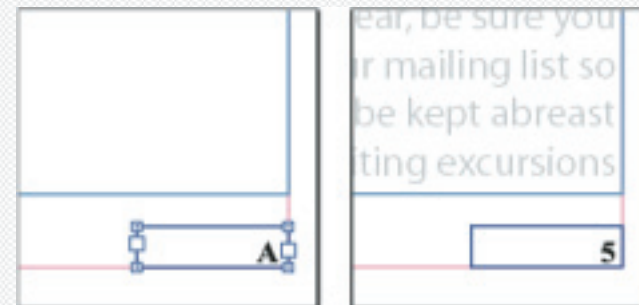 ear, be sure you
r mailing list so
be kept abreast
iting excursions
A
5